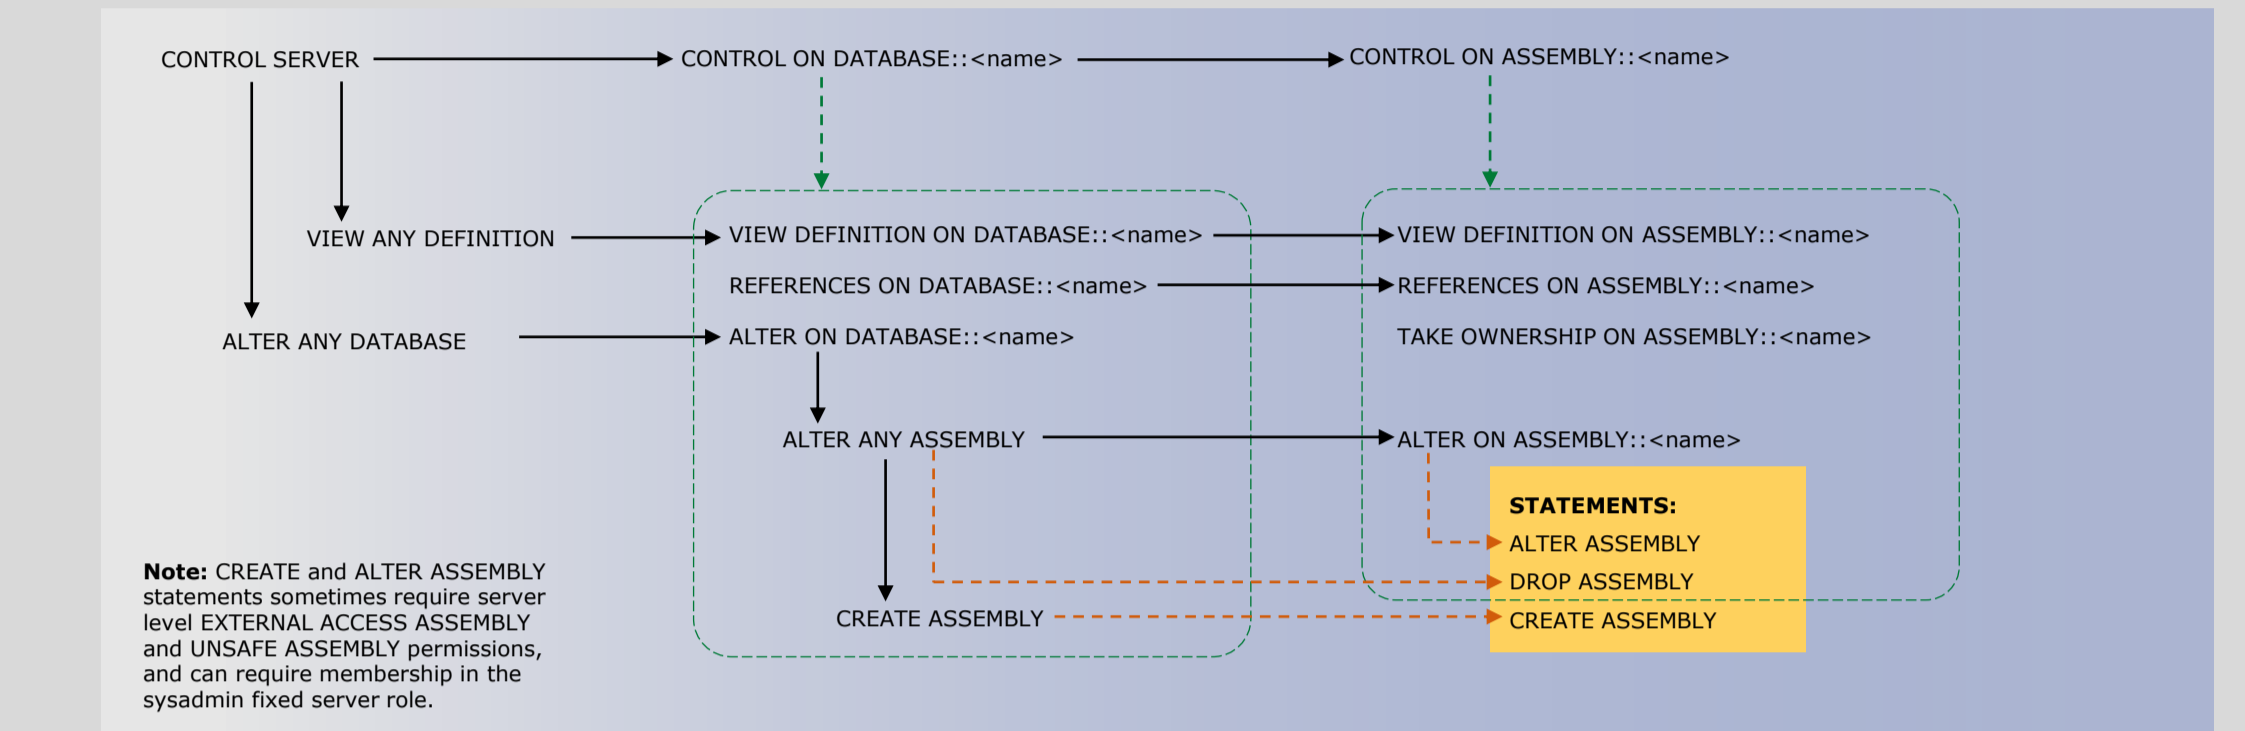 CONTROL SERVER
CONTROL ON DATABASE::<name>
CONTROL ON ASSEMBLY::<name>
VIEW ANY DEFINITION
VIEW DEFINITION ON DATABASE::<name>
VIEW DEFINITION ON ASSEMBLY::<name>
REFERENCES ON DATABASE::<name>
REFERENCES ON ASSEMBLY::<name>
ALTER ANY DATABASE
ALTER ON DATABASE::<name>
TAKE OWNERSHIP ON ASSEMBLY::<name>
ALTER ANY ASSEMBLY
ALTER ON ASSEMBLY::<name>
STATEMENTS:
ALTER ASSEMBLY
DROP ASSEMBLY
CREATE ASSEMBLY
CREATE ASSEMBLY
Note: CREATE and ALTER ASSEMBLY
statements sometimes require server
level EXTERNAL ACCESS ASSEMBLY
and UNSAFE ASSEMBLY permissions,
and can require membership in the
sysadmin fixed server role.